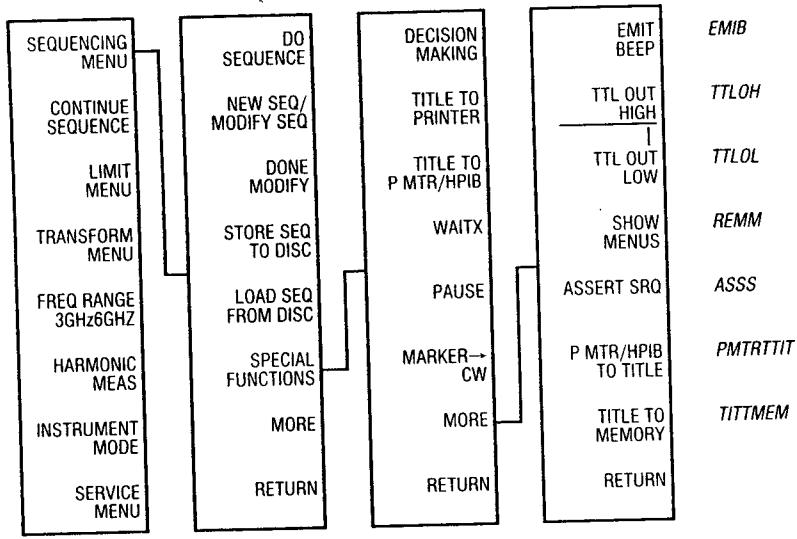 SEQUENCING
MENU
CONTINUE
SEQUENCE
LIMIT
MENU
TRANSFORM
MENU
FREQ RANGE
3GHz6GHZ
HARMONIC
MEAS
INSTRUMENT
MODE
SERVICE
MENU
DO
SEQUENCE
NEW SEQ/
MODIFY SEQ
DONE
MODIFY
STORE SEQ
TO DISC
LOAD SEQ
FROM DISC
SPECIAL
FUNCTIONS
MORE
RETURN
DECISION
MAKING
TITLE TO
PRINTER
TITLE TO
P MTR/HPIB
WAITX
PAUSE
MARKER→
CW
MORE
RETURN
EMIT
BEEP
TTL OUT
HIGH
TTL OUT
LOW
SHOW
MENUS
ASSERT SRQ
P MTR/HPIB
TO TITLE
TITLE TO
MEMORY
RETURN
EMIB
TTLOH
TTLOL
REMM
ASSS
PMTRTTIT
TITTMEM